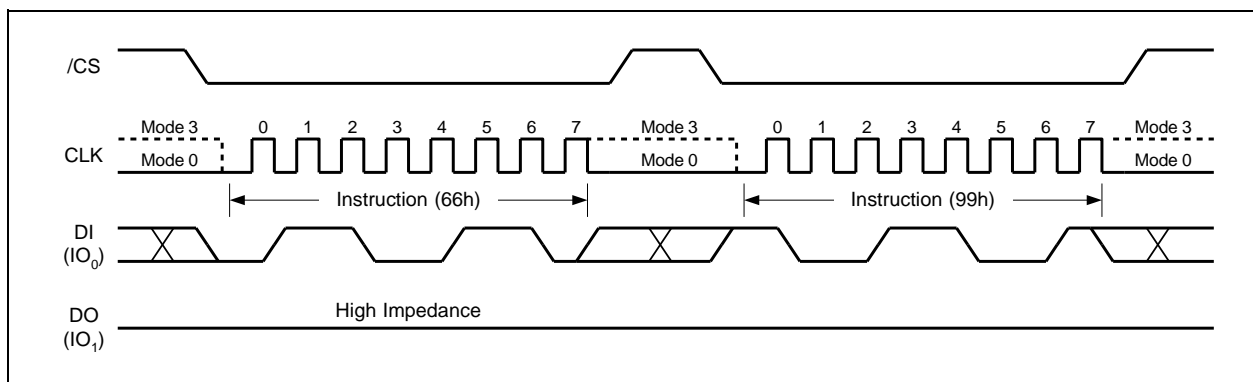 /CS
Mode 3 0 1 2 3 4 5 6 7 Mode 3 0 1 2 3 4 5 6 7 Mode 3
CLK
Mode 0 Mode 0 Mode 0
Instruction (66h) Instruction (99h)
DI
(IO₀)
High Impedance
DO
(IO₁)